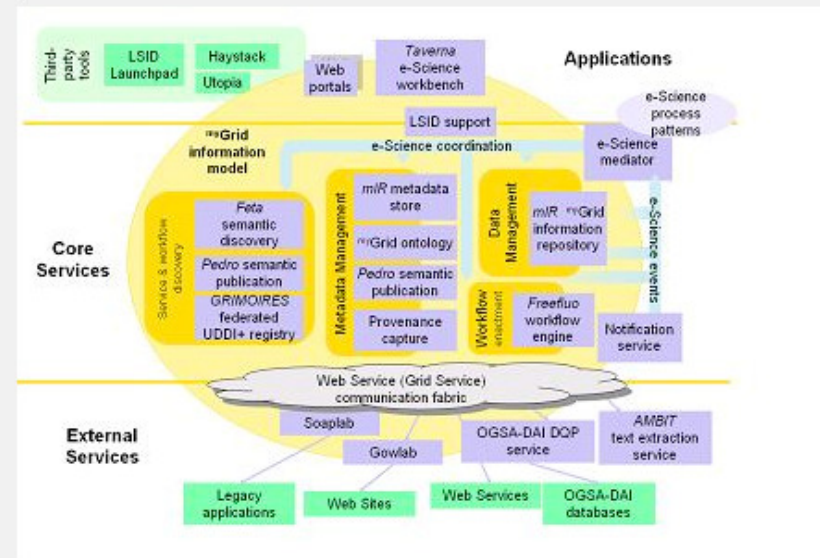 Third-
party
tools
LSID
Launchpad
Haystack
Utopia
Web
portals
Taverna
e-Science
workbench
Applications
e-Science
process
patterns
LSID support
myGrid
information
model
e-Science coordination
e-Science
mediator
Core
Services
Service & workflow
discovery
Feta
semantic
discovery
Pedro semantic
publication
GRIMOIRES
federated
UDDI+ registry
Metadata Management
mIR metadata
store
myGrid ontology
Pedro semantic
publication
Provenance
capture
Data
Management
mIR myGrid
information
repository
Workflow
enactment
Freefluo
workflow
engine
e-Science events
Notification
service
Web Service (Grid Service)
communication fabric
External
Services
Soaplab
Gowlab
OGSA-DAI DQP
service
AMBIT
text extraction
service
Legacy
applications
Web Sites
Web Services
OGSA-DAI
databases